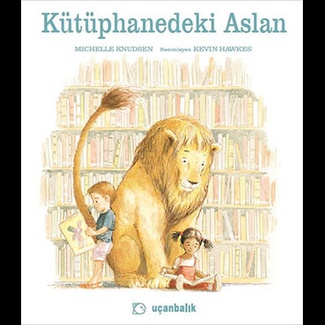 Kütüphanedeki Aslan
MICHELLE KNUDSEN Resimleyen KEVIN HAWKES
uçanbalık